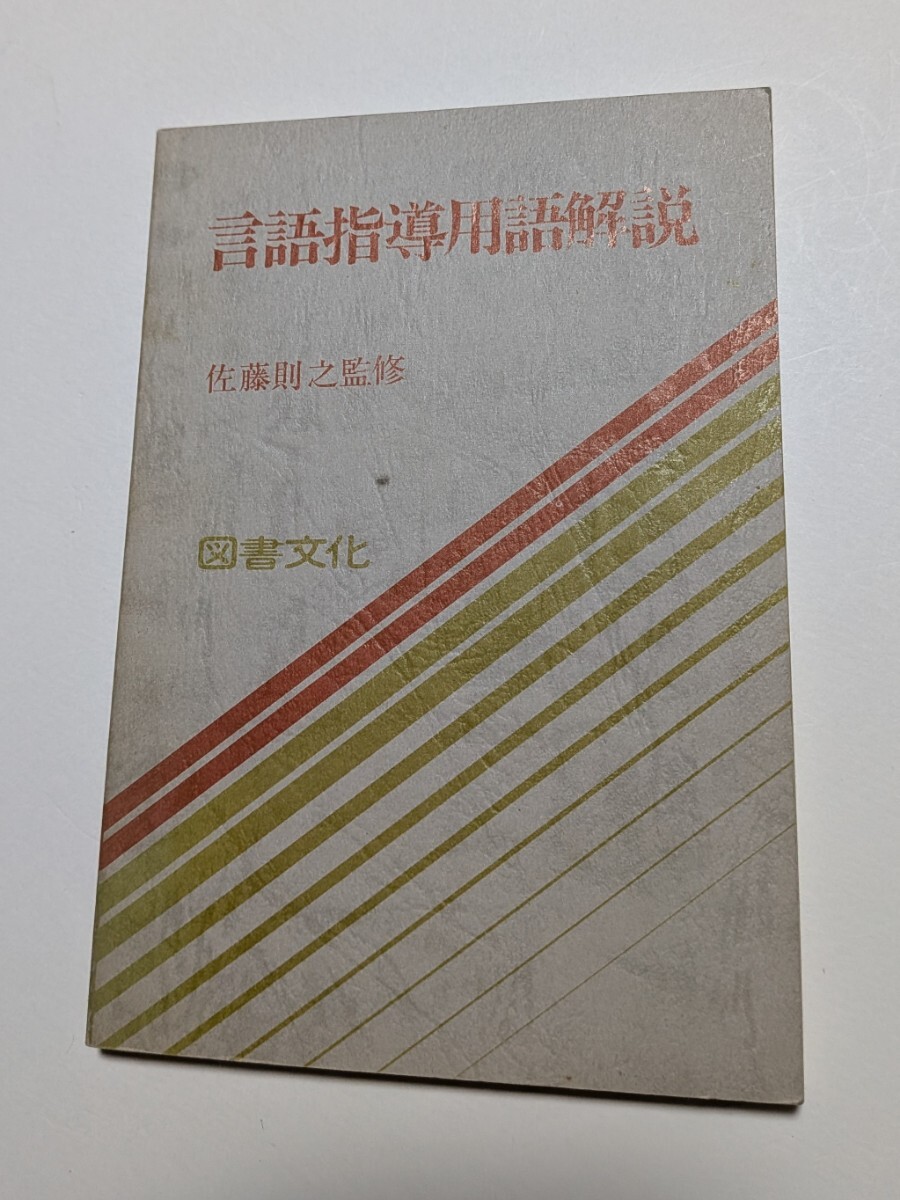 言語指導用語解説
佐藤則之監修
図書文化